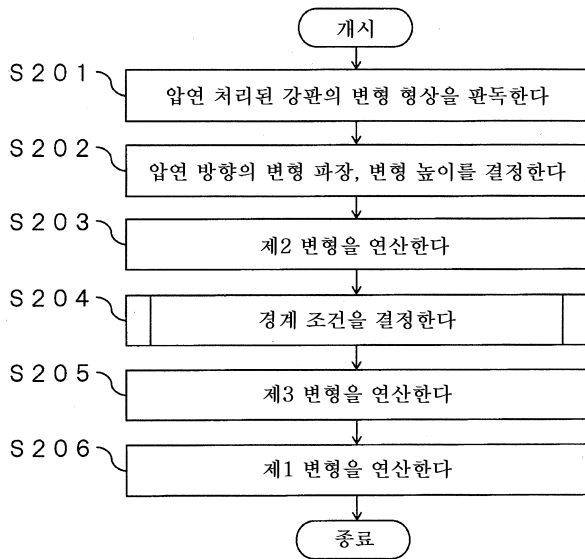 개시
S201
압연 처리된 강판의 변형 형상을 판독한다
S202
압연 방향의 변형 파장, 변형 높이를 결정한다
S203
제2 변형을 연산한다
S204
경계 조건을 결정한다
S205
제3 변형을 연산한다
S206
제1 변형을 연산한다
종료